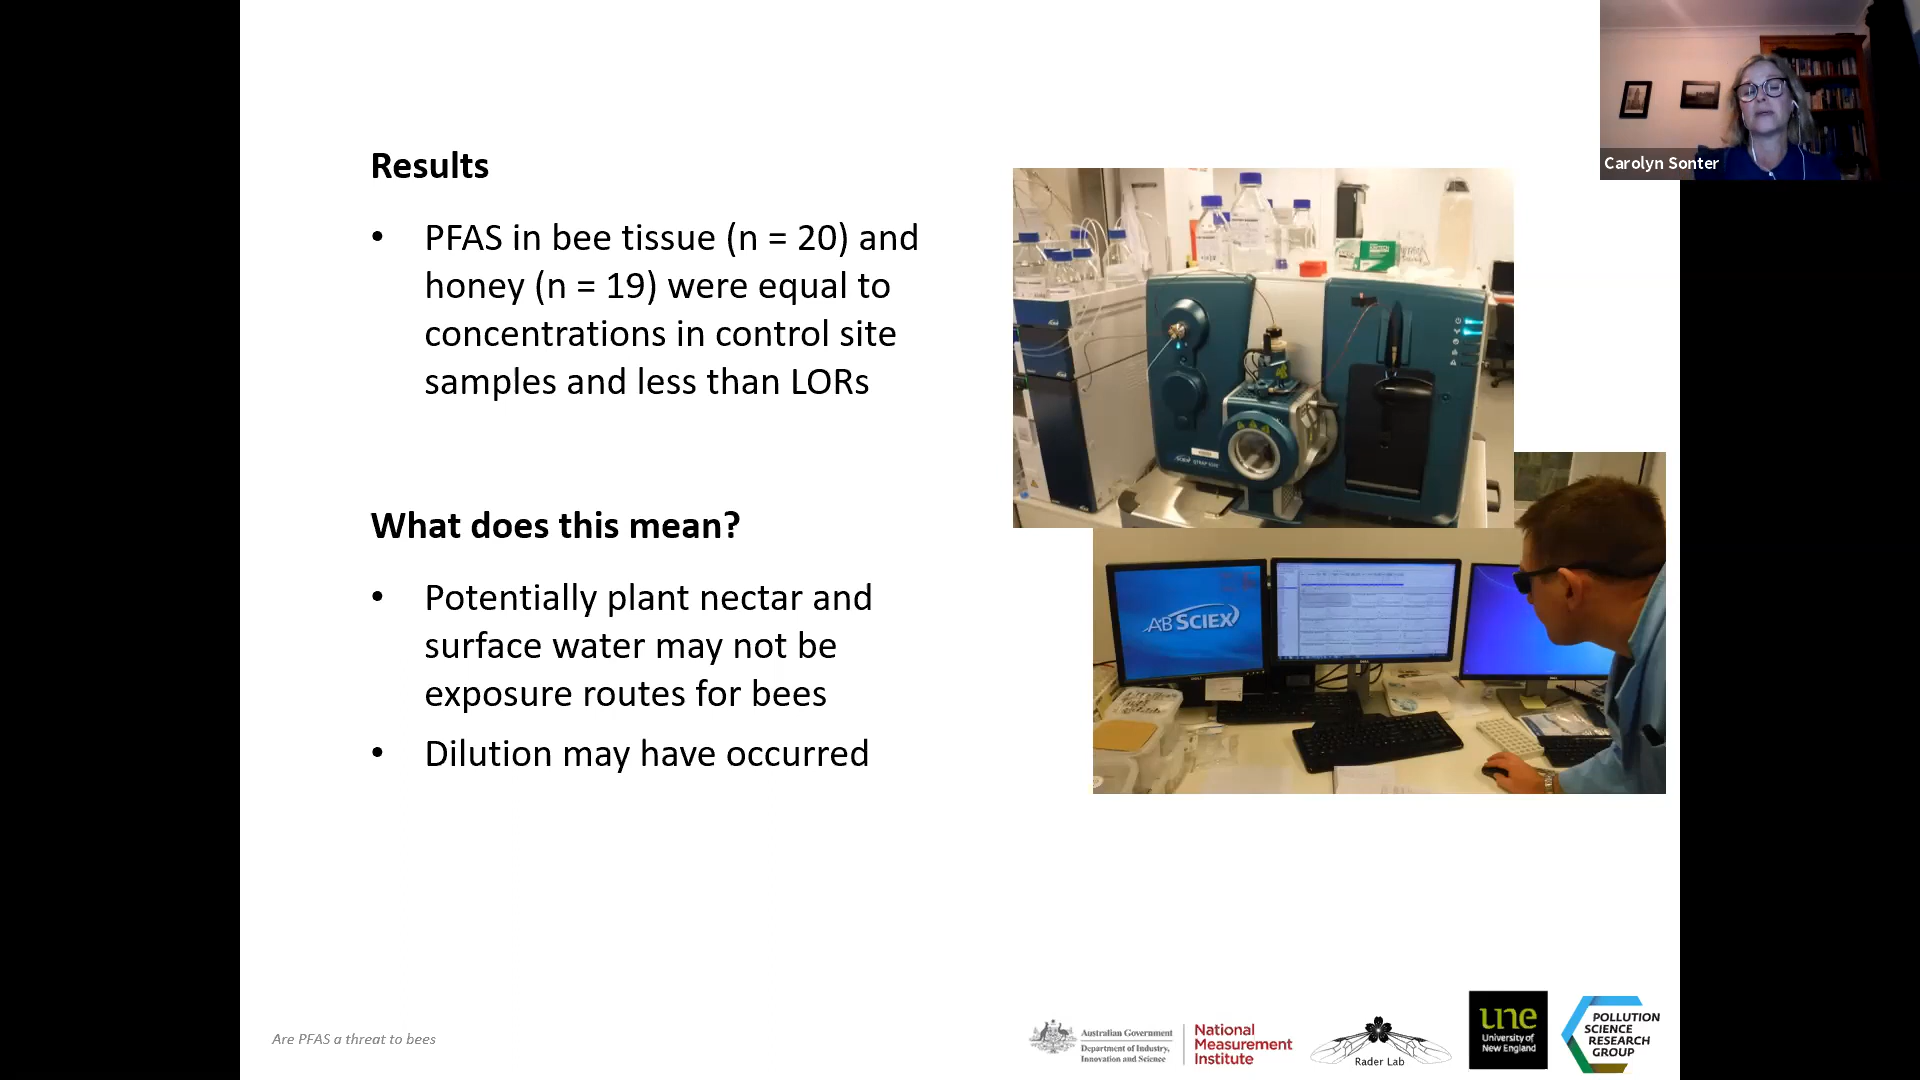 Carolyn Sonter
Results
• PFAS in bee tissue (n = 20) and
honey (n = 19) were equal to
concentrations in control site
samples and less than LORs
What does this mean?
• Potentially plant nectar and
surface water may not be
exposure routes for bees
• Dilution may have occurred
AB SCIEX
Are PFAS a threat to bees
Australian Government
Department of Industry,
Innovation and Science
National
Measurement
Institute
Rader Lab
une
University of
New England
POLLUTION
SCIENCE
RESEARCH
GROUP